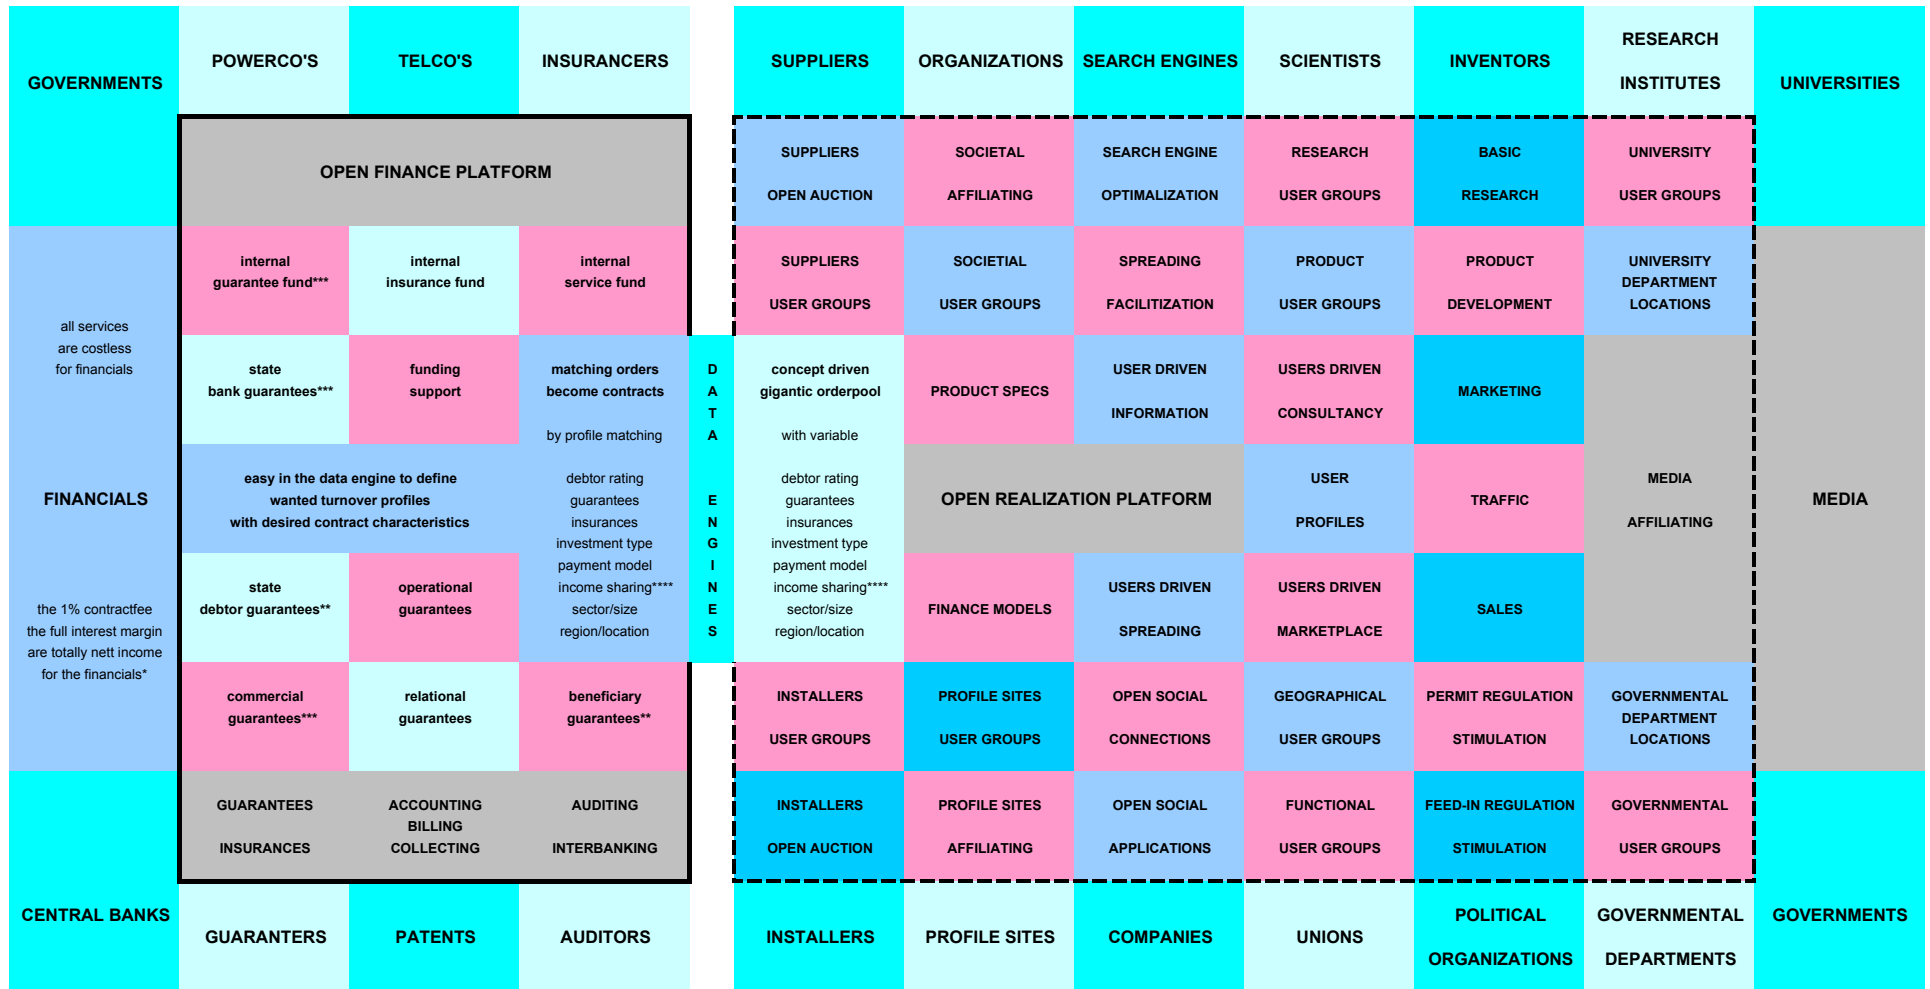 GOVERNMENTS
POWERCO'S
TELCO'S
INSURANCERS
SUPPLIERS
ORGANIZATIONS
SEARCH ENGINES
SCIENTISTS
INVENTORS
RESEARCH
INSTITUTES
UNIVERSITIES
OPEN FINANCE PLATFORM
SUPPLIERS
OPEN AUCTION
SOCIETAL
AFFILIATING
SEARCH ENGINE
OPTIMALIZATION
RESEARCH
USER GROUPS
BASIC
RESEARCH
UNIVERSITY
USER GROUPS
internal
guarantee fund***
internal
insurance fund
internal
service fund
SUPPLIERS
USER GROUPS
SOCIETIAL
USER GROUPS
SPREADING
FACILITIZATION
PRODUCT
USER GROUPS
PRODUCT
DEVELOPMENT
UNIVERSITY
DEPARTMENT
LOCATIONS
all services
are costless
for financials
FINANCIALS
the 1% contractfee
the full interest margin
are totally nett income
for the financials*
state
bank guarantees***
funding
support
matching orders
become contracts
by profile matching
debtor rating
guarantees
insurances
investment type
payment model
income sharing****
sector/size
region/location
DATA ENGINES
concept driven
gigantic orderpool
with variable
debtor rating
guarantees
insurances
investment type
payment model
income sharing****
sector/size
region/location
PRODUCT SPECS
USER DRIVEN
INFORMATION
USERS DRIVEN
CONSULTANCY
MARKETING
easy in the data engine to define
wanted turnover profiles
with desired contract characteristics
OPEN REALIZATION PLATFORM
USER
PROFILES
TRAFFIC
MEDIA
AFFILIATING
MEDIA
state
debtor guarantees**
operational
guarantees
FINANCE MODELS
USERS DRIVEN
SPREADING
USERS DRIVEN
MARKETPLACE
SALES
commercial
guarantees***
relational
guarantees
beneficiary
guarantees**
INSTALLERS
USER GROUPS
PROFILE SITES
USER GROUPS
OPEN SOCIAL
CONNECTIONS
GEOGRAPHICAL
USER GROUPS
PERMIT REGULATION
STIMULATION
GOVERNMENTAL
DEPARTMENT
LOCATIONS
GUARANTEES
INSURANCES
ACCOUNTING
BILLING
COLLECTING
AUDITING
INTERBANKING
INSTALLERS
OPEN AUCTION
PROFILE SITES
AFFILIATING
OPEN SOCIAL
APPLICATIONS
FUNCTIONAL
USER GROUPS
FEED-IN REGULATION
STIMULATION
GOVERNMENTAL
USER GROUPS
CENTRAL BANKS
GUARANTERS
PATENTS
AUDITORS
INSTALLERS
PROFILE SITES
COMPANIES
UNIONS
POLITICAL
ORGANIZATIONS
GOVERNMENTAL
DEPARTMENTS
GOVERNMENTS